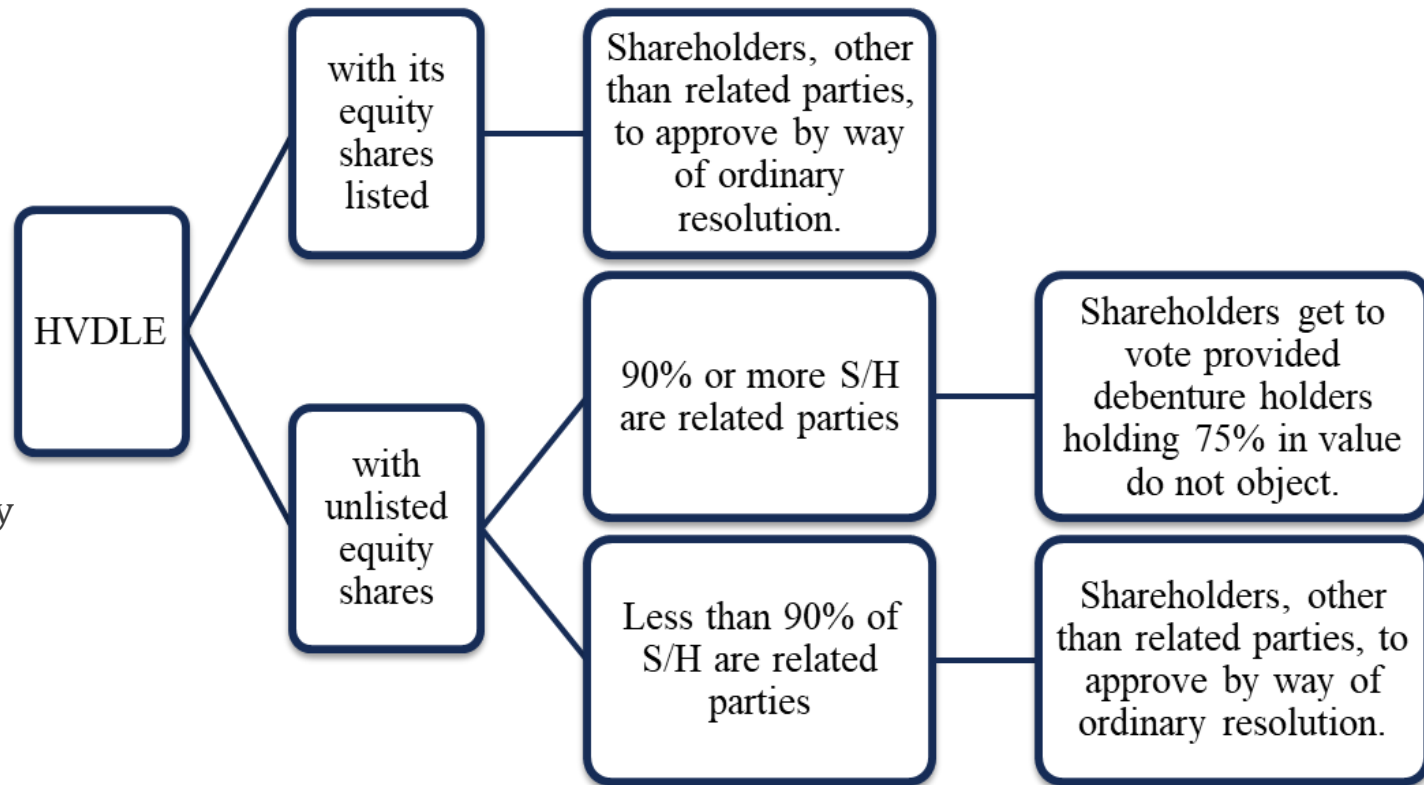 HVDLE
with its
equity
shares
listed
Shareholders, other
than related parties,
to approve by way
of ordinary
resolution.
with
unlisted
equity
shares
90% or more S/H
are related parties
Shareholders get to
vote provided
debenture holders
holding 75% in value
do not object.
Less than 90% of
S/H are related
parties
Shareholders, other
than related parties, to
approve by way of
ordinary resolution.
y